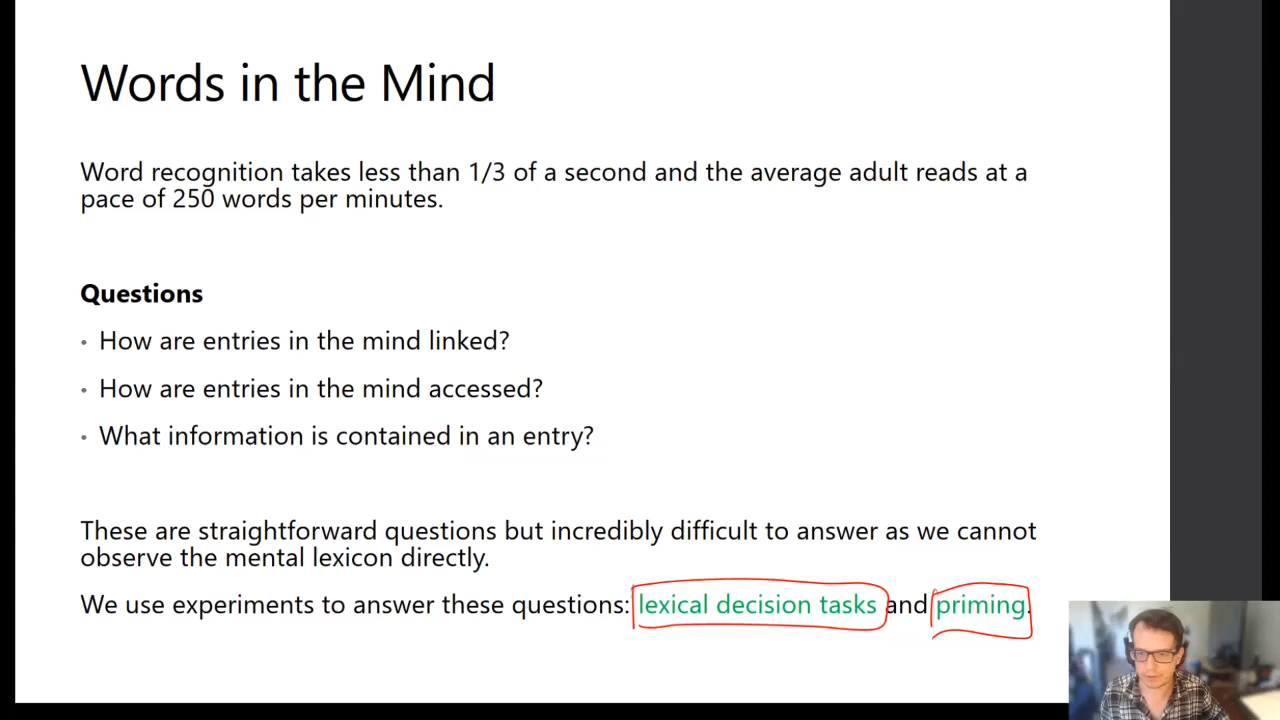 Words in the Mind
Word recognition takes less than 1/3 of a second and the average adult reads at a
pace of 250 words per minutes.
Questions
• How are entries in the mind linked?
• How are entries in the mind accessed?
• What information is contained in an entry?
These are straightforward questions but incredibly difficult to answer as we cannot
observe the mental lexicon directly.
We use experiments to answer these questions: lexical decision tasks and priming.